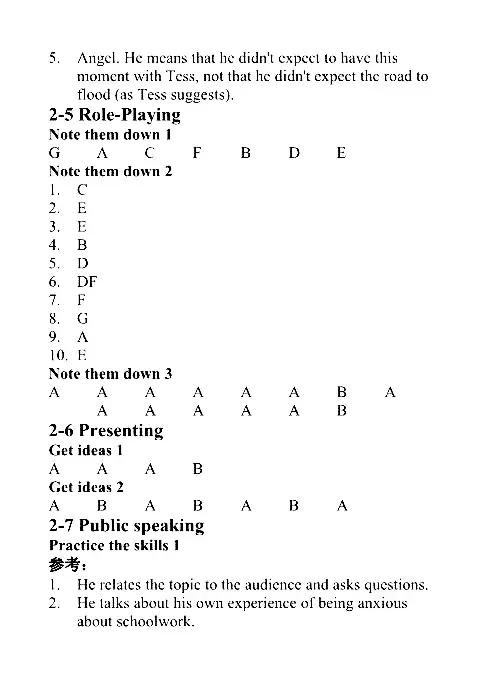 5. Angel. He means that he didn't expect to have this
moment with Tess, not that he didn't expect the road to
flood (as Tess suggests).
2-5 Role-Playing
Note them down 1
G A C F B D E
Note them down 2
1. C
2. E
3. E
4. B
5. D
6. DF
7. F
8. G
9. A
10. E
Note them down 3
A A A A A A B A
A A A A A B
2-6 Presenting
Get ideas 1
A A A B
Get ideas 2
A B A B A B A
2-7 Public speaking
Practice the skills 1
参考：
1. He relates the topic to the audience and asks questions.
2. He talks about his own experience of being anxious
about schoolwork.